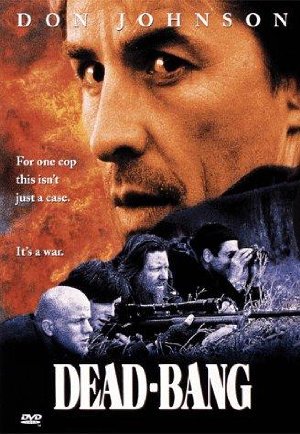 DON JOHNSON
For one cop
this isn't
just a case.
It's a war.
DEAD-BANG
DVD